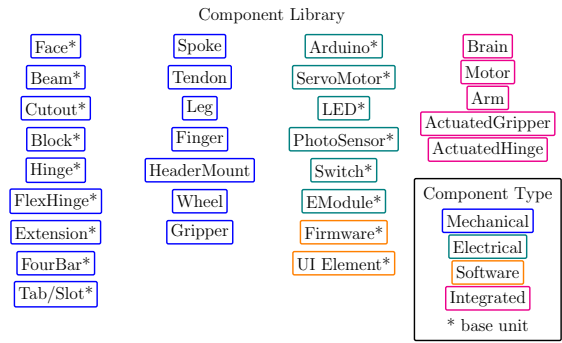 Component Library
Face*
Beam*
Cutout*
Block*
Hinge*
FlexHinge*
Extension*
FourBar*
Tab/Slot*
Spoke
Tendon
Leg
Finger
HeaderMount
Wheel
Gripper
Arduino*
ServoMotor*
LED*
PhotoSensor*
Switch*
EModule*
Firmware*
UI Element*
Brain
Motor
Arm
ActuatedGripper
ActuatedHinge
Component Type
Mechanical
Electrical
Software
Integrated
* base unit